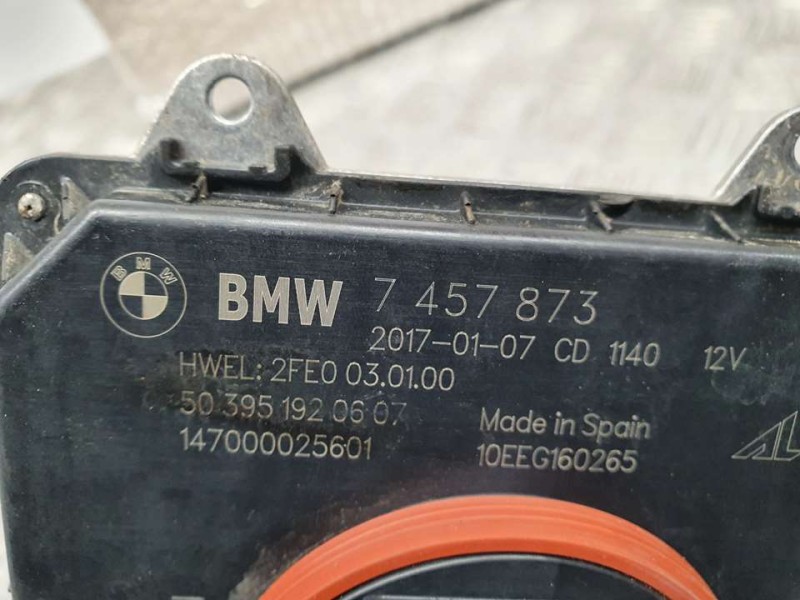 BMW
BMW 7 457 873
2017-01-07 CD 1140 12V
HWEL: 2FE0 03.01.00
50 395 192 06 07
147000025601
Made in Spain
10EEG160265